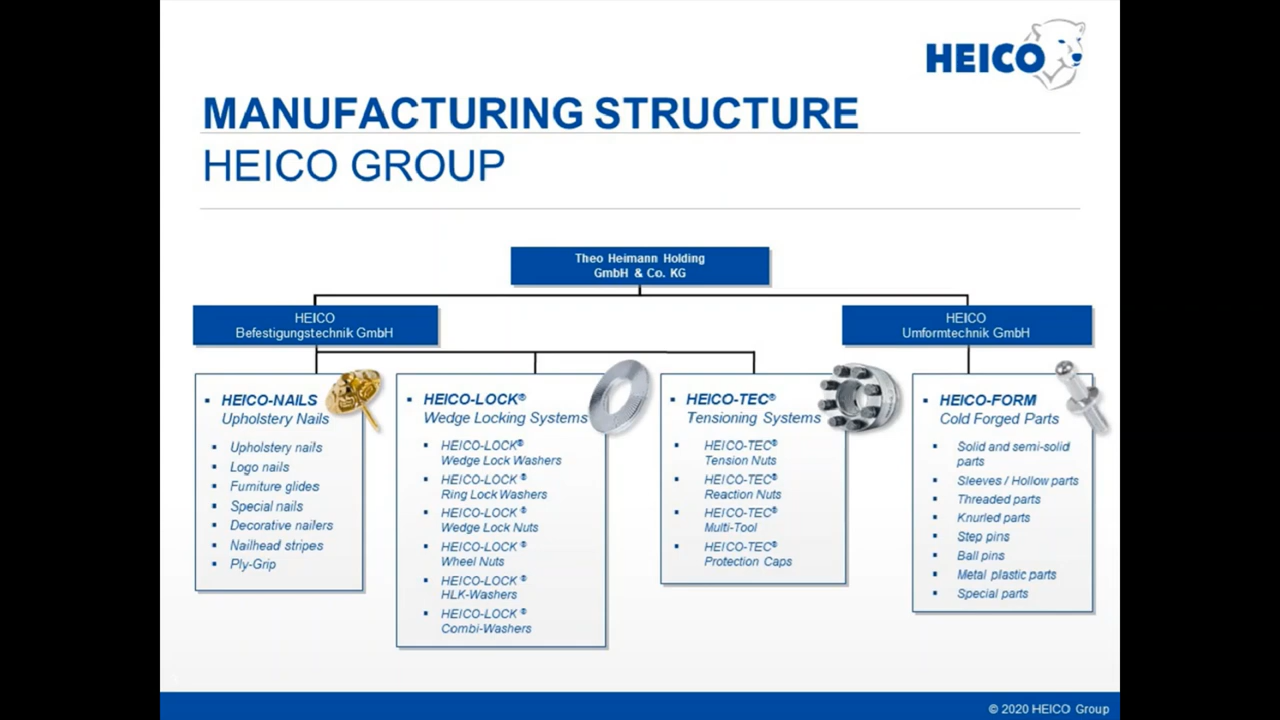 HEICO
MANUFACTURING STRUCTURE
HEICO GROUP
Theo Heimann Holding
GmbH & Co. KG
HEICO
Befestigungstechnik GmbH
HEICO
Umformtechnik GmbH
▪ HEICO-NAILS
Upholstery Nails
▪ Upholstery nails
▪ Logo nails
▪ Furniture glides
▪ Special nails
▪ Decorative nailers
▪ Nailhead stripes
▪ Ply-Grip
▪ HEICO-LOCK®
Wedge Locking Systems
▪ HEICO-LOCK®
Wedge Lock Washers
▪ HEICO-LOCK ®
Ring Lock Washers
▪ HEICO-LOCK ®
Wedge Lock Nuts
▪ HEICO-LOCK ®
Wheel Nuts
▪ HEICO-LOCK ®
HLK-Washers
▪ HEICO-LOCK ®
Combi-Washers
▪ HEICO-TEC®
Tensioning Systems
▪ HEICO-TEC®
Tension Nuts
▪ HEICO-TEC®
Reaction Nuts
▪ HEICO-TEC®
Multi-Tool
▪ HEICO-TEC®
Protection Caps
▪ HEICO-FORM
Cold Forged Parts
▪ Solid and semi-solid
parts
▪ Sleeves / Hollow parts
▪ Threaded parts
▪ Knurled parts
▪ Step pins
▪ Ball pins
▪ Metal plastic parts
▪ Special parts
© 2020 HEICO Group